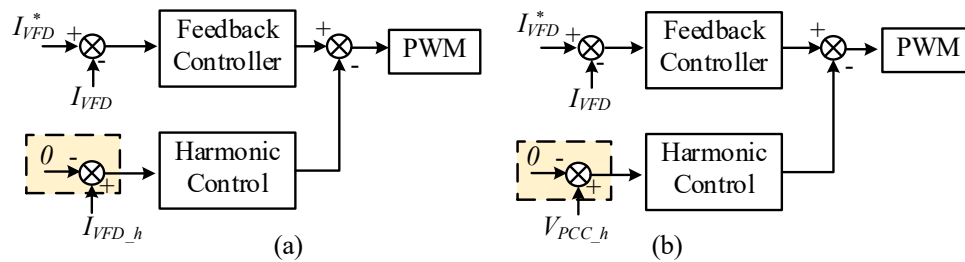 I*VFD
+
-
IVFD
Feedback
Controller
+
-
PWM
0
-
+
IVFD_h
Harmonic
Control
(a)
I*VFD
+
-
IVFD
Feedback
Controller
+
-
PWM
0
-
+
VPCC_h
Harmonic
Control
(b)